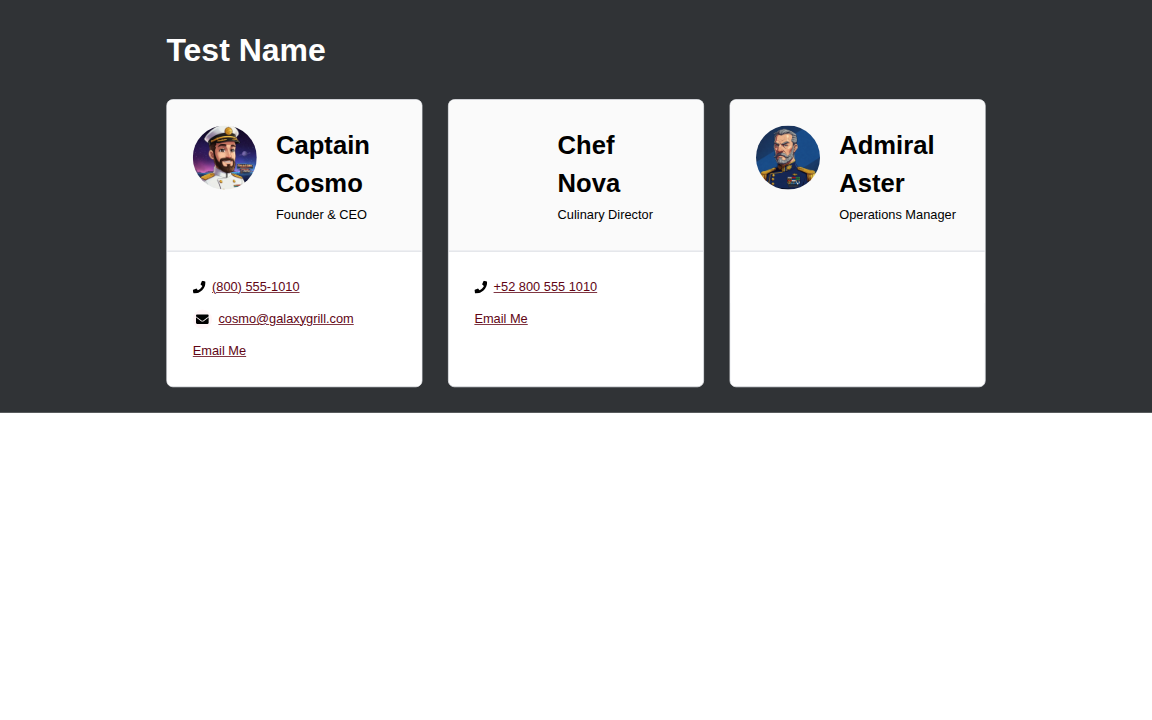 Test Name
Captain
Cosmo
Founder & CEO
(800) 555-1010
cosmo@galaxygrill.com
Email Me
Chef
Nova
Culinary Director
+52 800 555 1010
Email Me
Admiral
Aster
Operations Manager